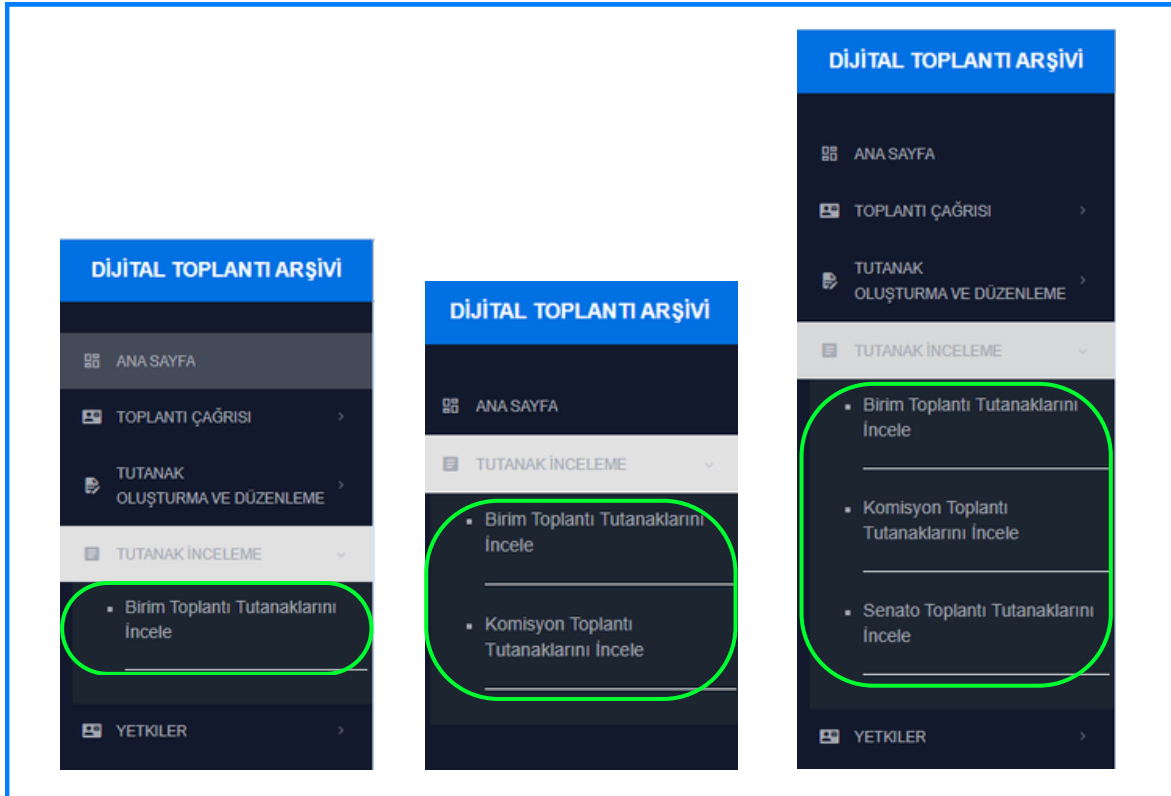 DİJİTAL TOPLANTI ARŞİVİ
ANA SAYFA
TOPLANTI ÇAĞRISI
TUTANAK
OLUŞTURMA VE DÜZENLEME
TUTANAK İNCELEME
Birim Toplantı Tutanaklarını
İncele
YETKILER
DİJİTAL TOPLANTI ARŞİVİ
ANA SAYFA
TUTANAK İNCELEME
Birim Toplantı Tutanaklarını
İncele
Komisyon Toplantı
Tutanaklarını İncele
DİJİTAL TOPLANTI ARŞİVİ
ANA SAYFA
TOPLANTI ÇAĞRISI
TUTANAK
OLUŞTURMA VE DÜZENLEME
TUTANAK İNCELEME
Birim Toplantı Tutanaklarını
İncele
Komisyon Toplantı
Tutanaklarını İncele
Senato Toplantı Tutanaklarını
İncele
YETKILER